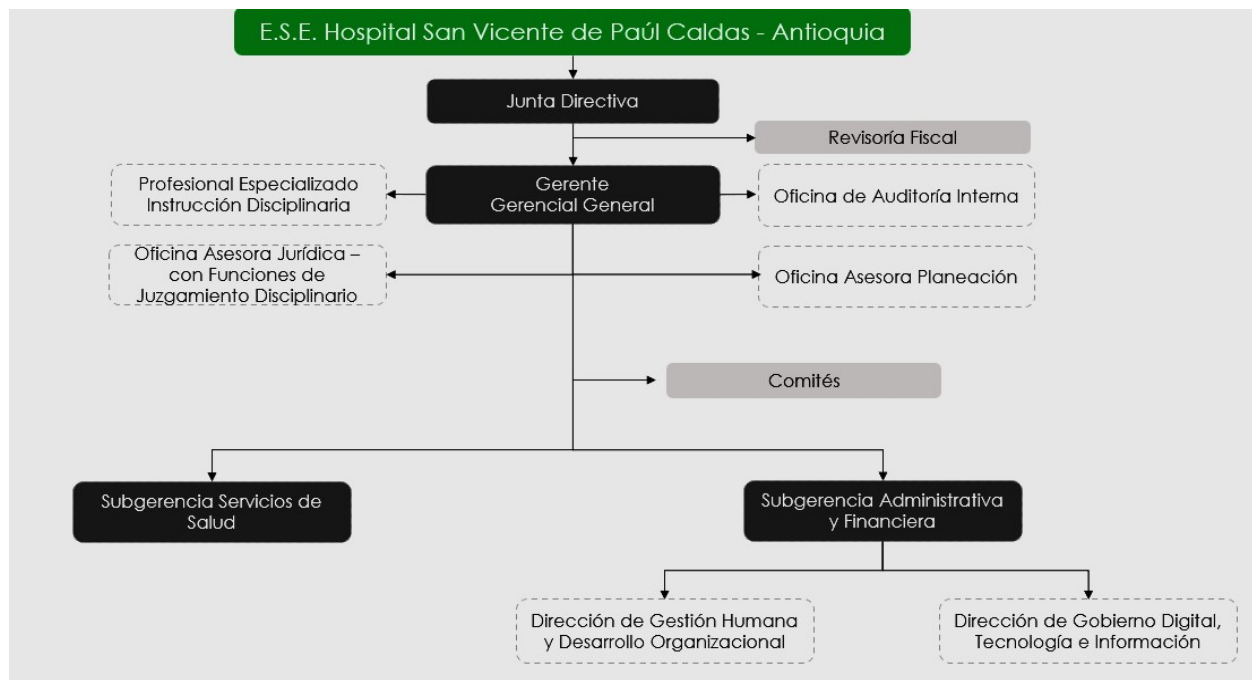 E.S.E. Hospital San Vicente de Paúl Caldas - Antioquia
Junta Directiva
Revisoría Fiscal
Profesional Especializado
Instrucción Disciplinaria
Gerente
Gerencial General
Oficina de Auditoría Interna
Oficina Asesora Jurídica –
con Funciones de
Juzgamiento Disciplinario
Oficina Asesora Planeación
Comités
Subgerencia Servicios de
Salud
Subgerencia Administrativa
y Financiera
Dirección de Gestión Humana
y Desarrollo Organizacional
Dirección de Gobierno Digital,
Tecnología e Información